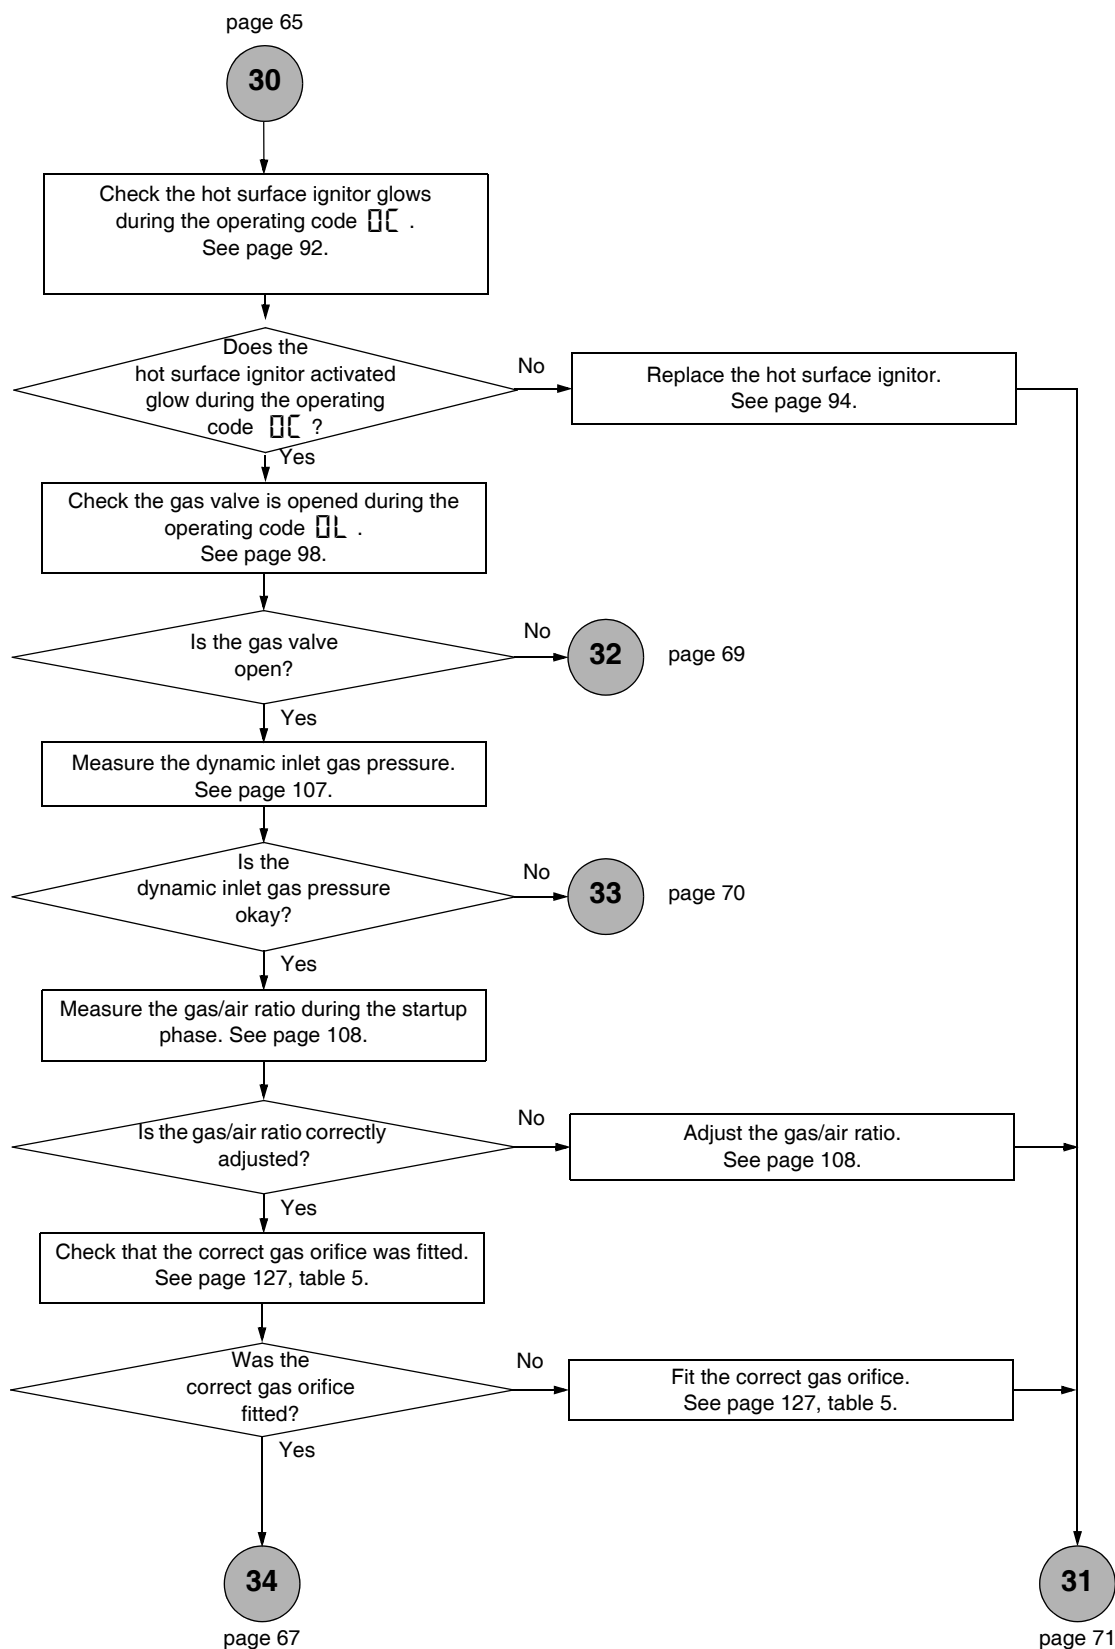 page 65
30
Check the hot surface ignitor glows
during the operating code 0C .
See page 92.
Does the
hot surface ignitor activated
glow during the operating
code 0C ?
No
Replace the hot surface ignitor.
See page 94.
Yes
Check the gas valve is opened during the
operating code 0L .
See page 98.
Is the gas valve
open?
No
32
page 69
Yes
Measure the dynamic inlet gas pressure.
See page 107.
Is the
dynamic inlet gas pressure
okay?
No
33
page 70
Yes
Measure the gas/air ratio during the startup
phase. See page 108.
Is the gas/air ratio correctly
adjusted?
No
Adjust the gas/air ratio.
See page 108.
Yes
Check that the correct gas orifice was fitted.
See page 127, table 5.
Was the
correct gas orifice
fitted?
No
Fit the correct gas orifice.
See page 127, table 5.
Yes
34
page 67
31
page 71